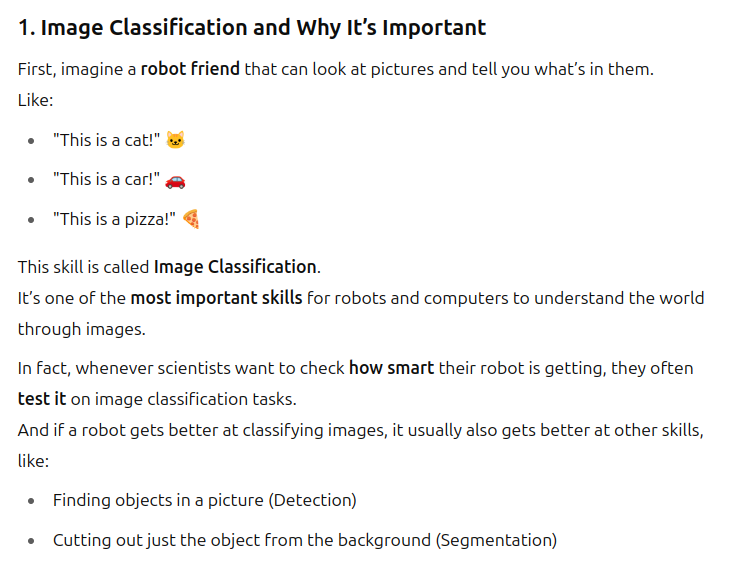 1. Image Classification and Why It’s Important
First, imagine a robot friend that can look at pictures and tell you what’s in them.
Like:
• "This is a cat!" 🐱
• "This is a car!" 🚗
• "This is a pizza!" 🍕
This skill is called Image Classification.
It’s one of the most important skills for robots and computers to understand the world
through images.
In fact, whenever scientists want to check how smart their robot is getting, they often
test it on image classification tasks.
And if a robot gets better at classifying images, it usually also gets better at other skills,
like:
• Finding objects in a picture (Detection)
• Cutting out just the object from the background (Segmentation)